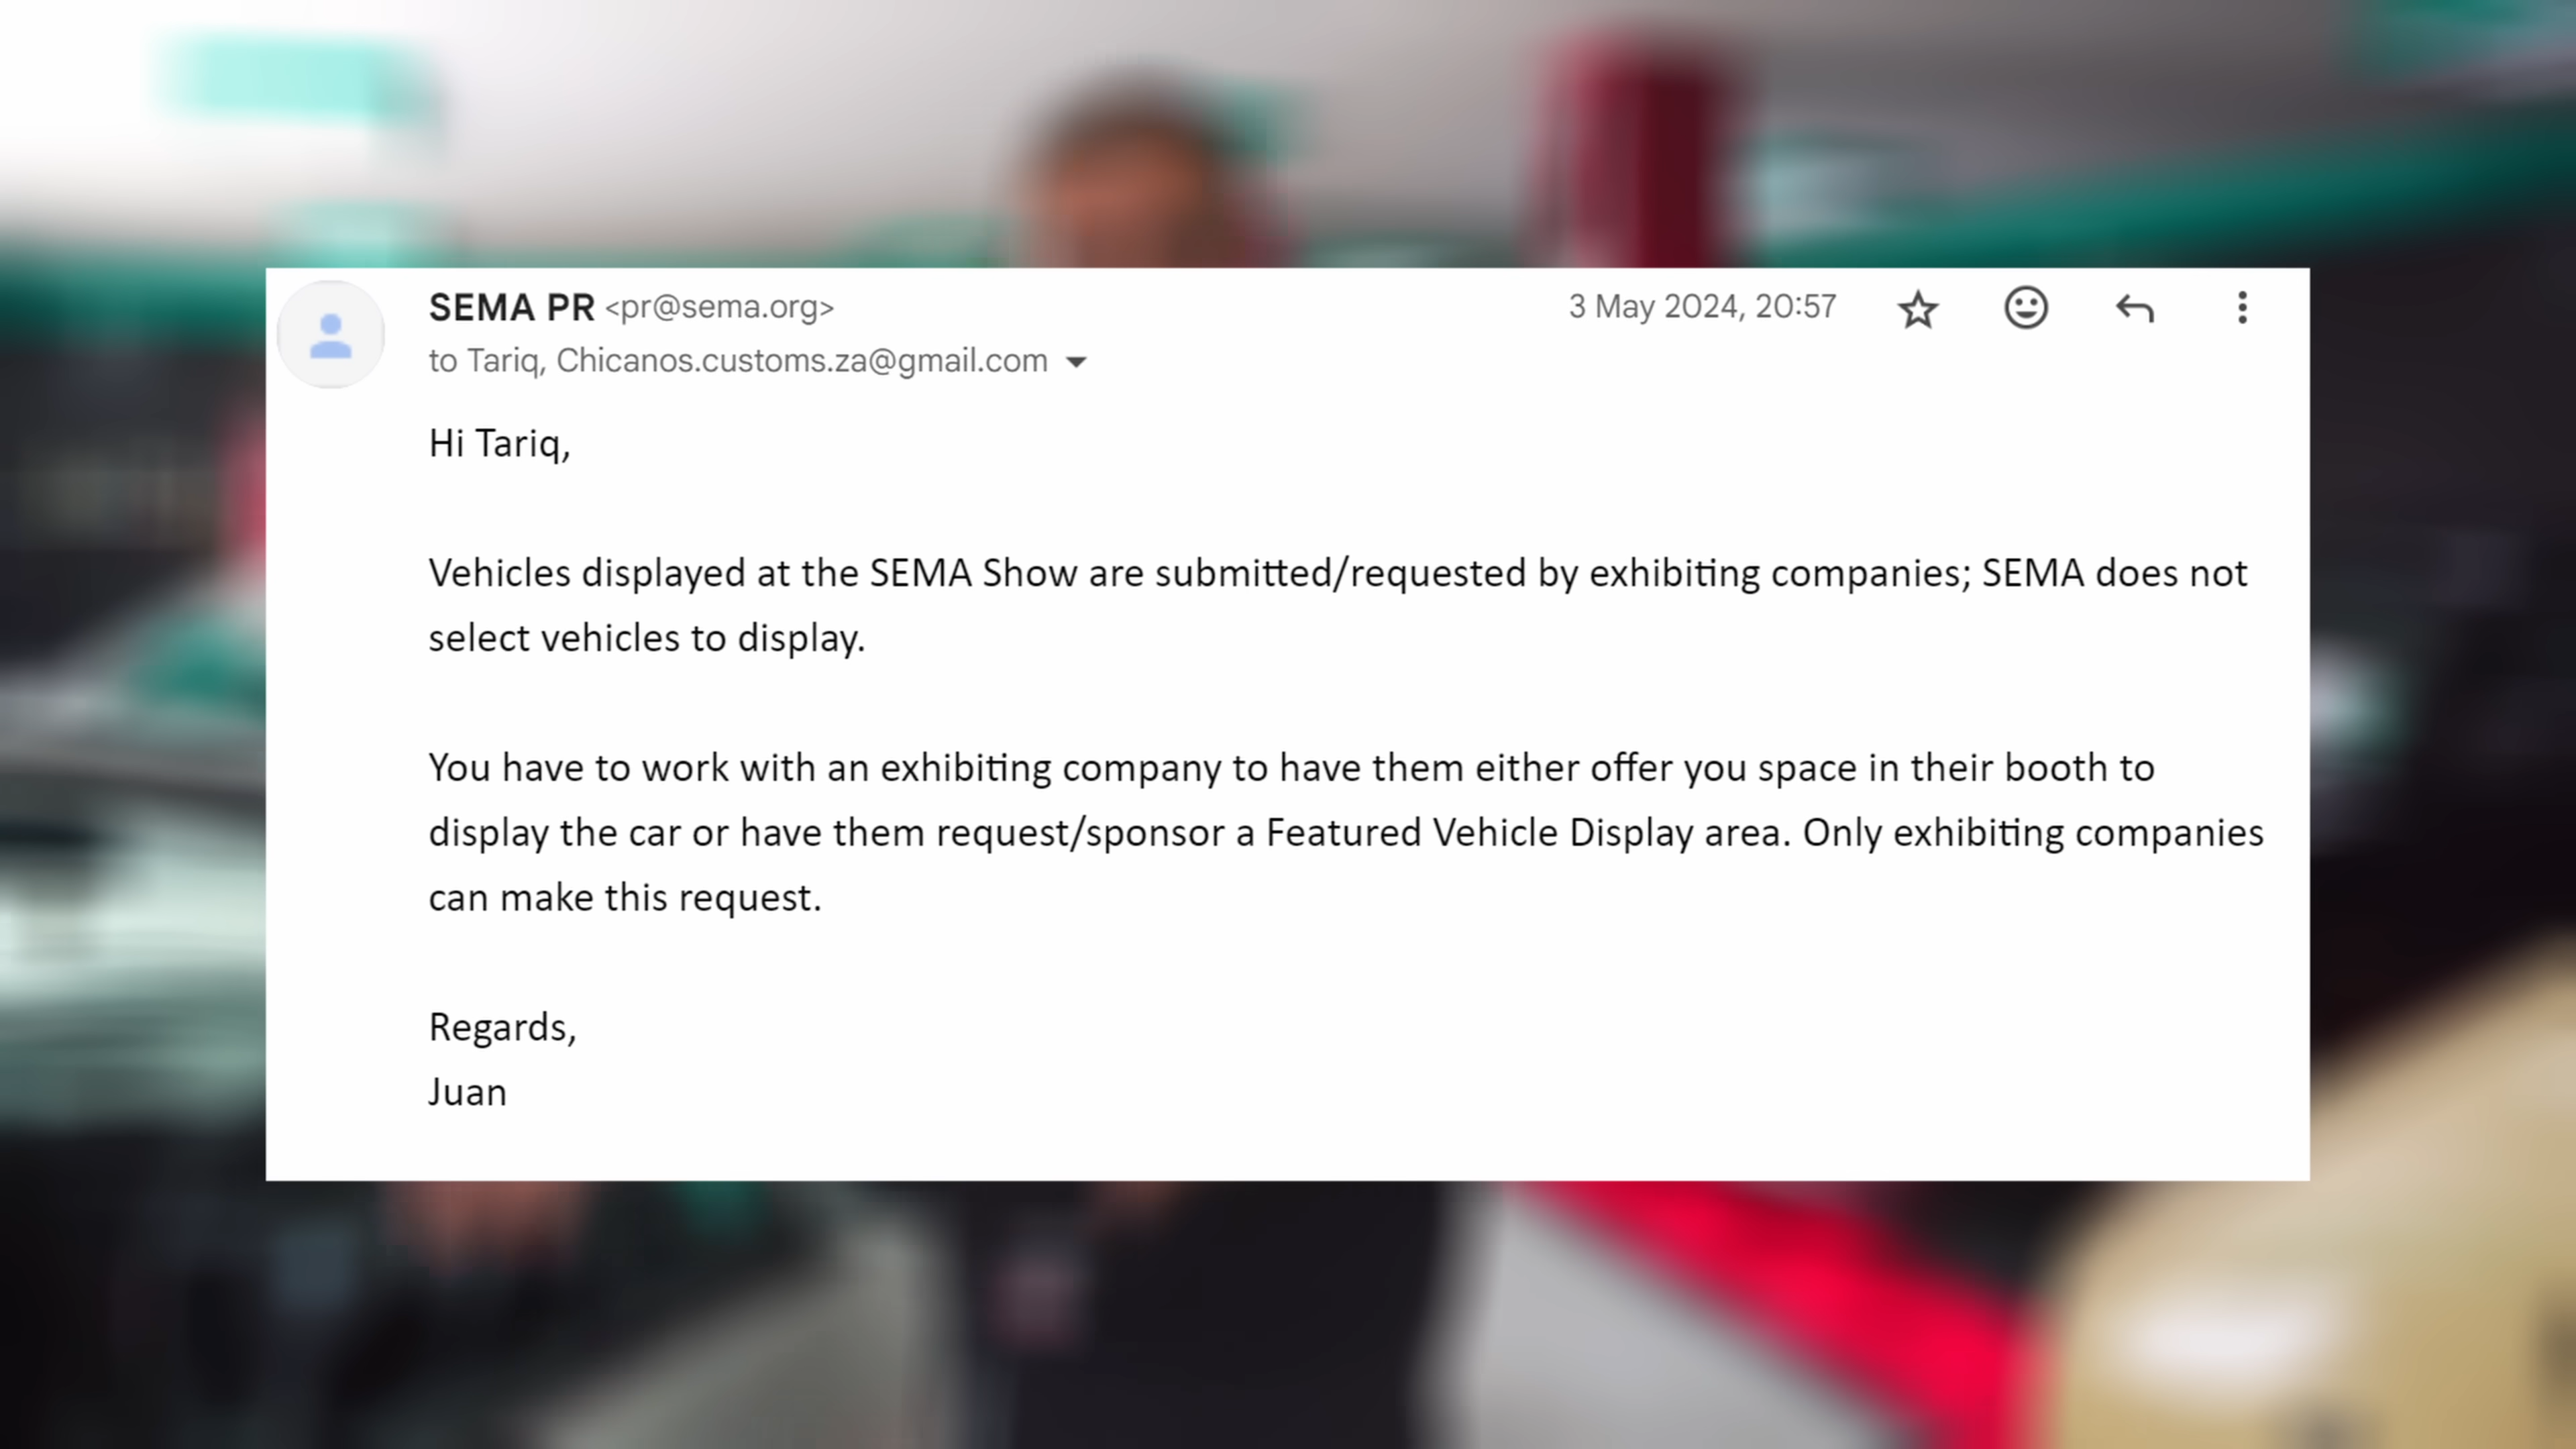 SEMA PR <pr@sema.org> 3 May 2024, 20:57
to Tariq, Chicanos.customs.za@gmail.com
Hi Tariq,
Vehicles displayed at the SEMA Show are submitted/requested by exhibiting companies; SEMA does not
select vehicles to display.
You have to work with an exhibiting company to have them either offer you space in their booth to
display the car or have them request/sponsor a Featured Vehicle Display area. Only exhibiting companies
can make this request.
Regards,
Juan